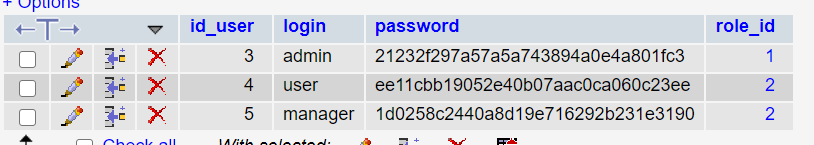 + Options
←T→ id_user login password role_id
3 admin 21232f297a57a5a743894a0e4a801fc3 1
4 user ee11cbb19052e40b07aac0ca060c23ee 2
5 manager 1d0258c2440a8d19e716292b231e3190 2
Check all With selected: